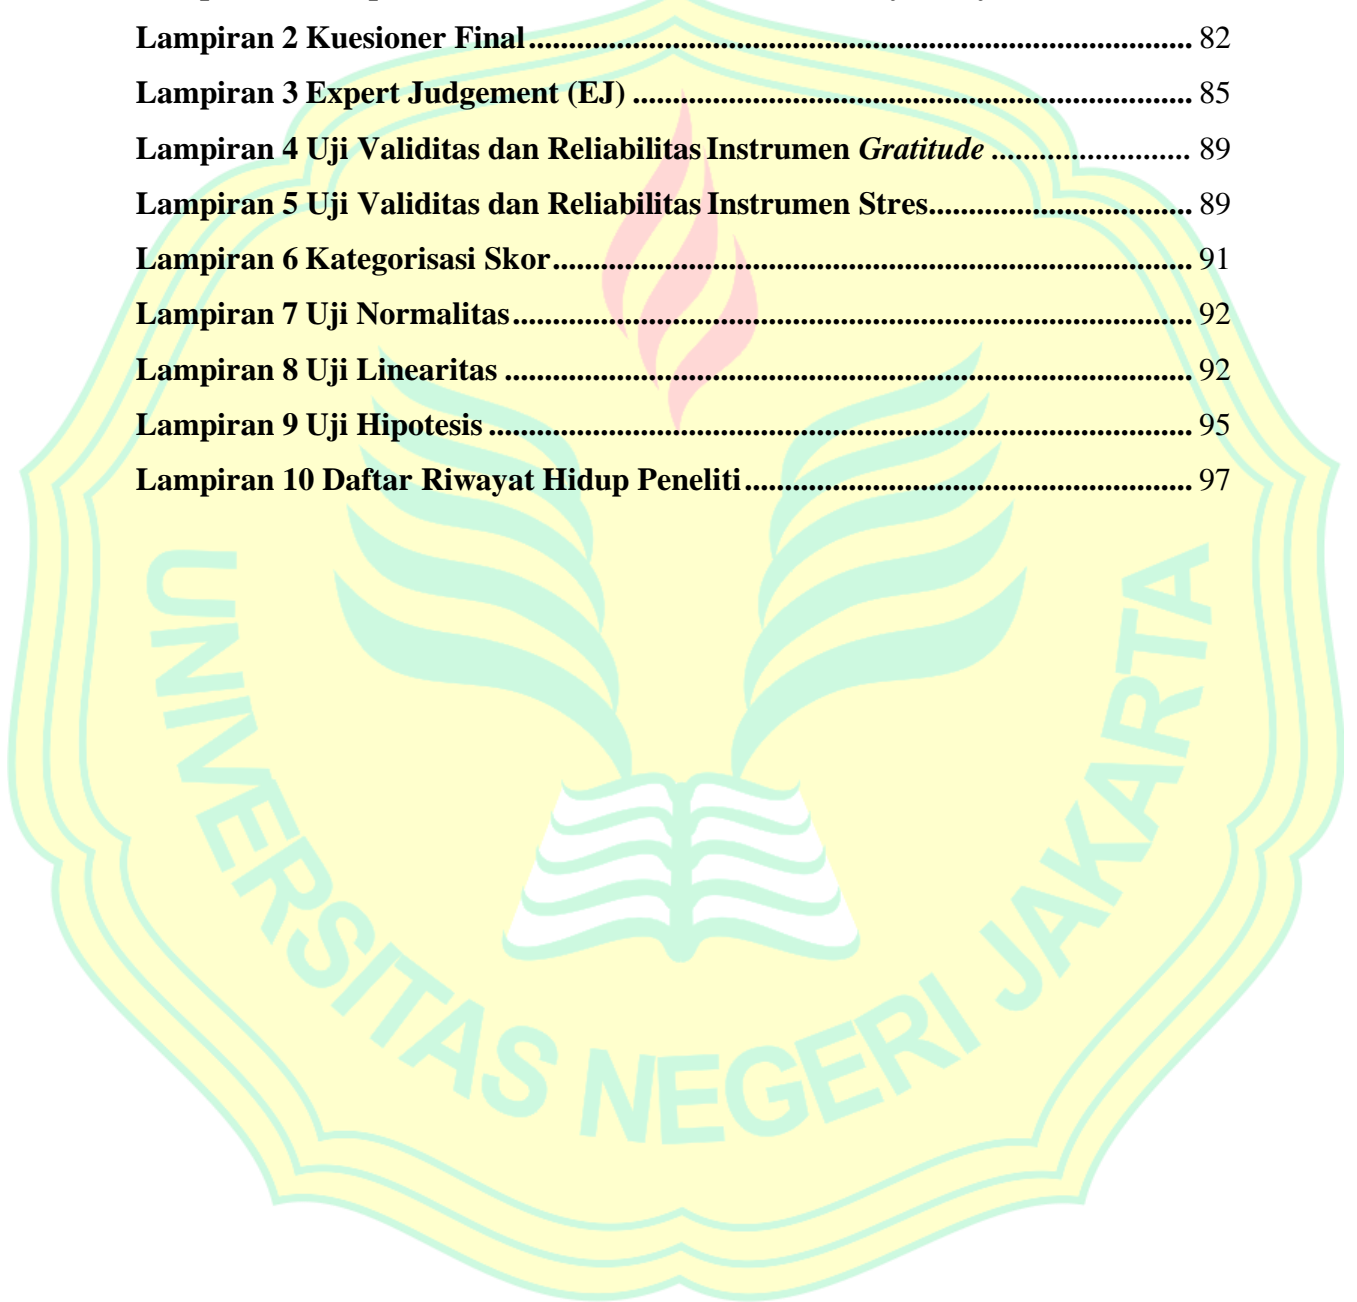 Lampiran 2 Kuesioner Final.................................................................................... 82
Lampiran 3 Expert Judgement (EJ) ....................................................................... 85
Lampiran 4 Uji Validitas dan Reliabilitas Instrumen Gratitude ......................... 89
Lampiran 5 Uji Validitas dan Reliabilitas Instrumen Stres................................. 89
Lampiran 6 Kategorisasi Skor................................................................................. 91
Lampiran 7 Uji Normalitas...................................................................................... 92
Lampiran 8 Uji Linearitas ....................................................................................... 92
Lampiran 9 Uji Hipotesis ......................................................................................... 95
Lampiran 10 Daftar Riwayat Hidup Peneliti......................................................... 97
UNIVERSITAS NEGERI JAKARTA